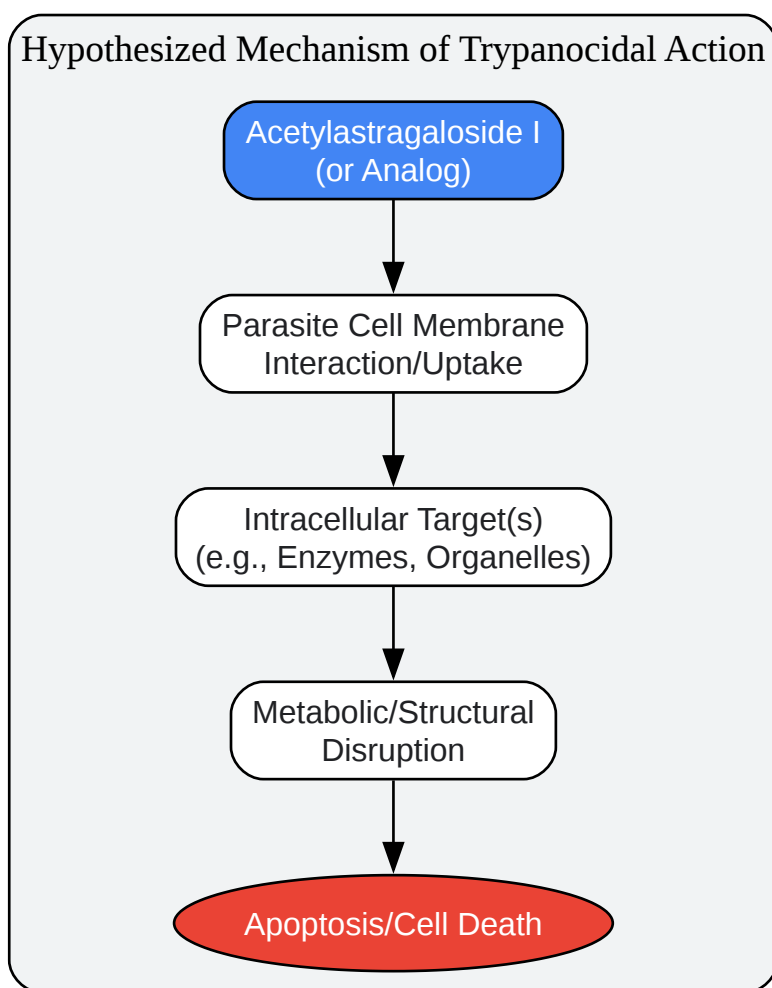 Hypothesized Mechanism of Trypanocidal Action
Acetylastragaloside I
(or Analog)
Parasite Cell Membrane
Interaction/Uptake
Intracellular Target(s)
(e.g., Enzymes, Organelles)
Metabolic/Structural
Disruption
Apoptosis/Cell Death